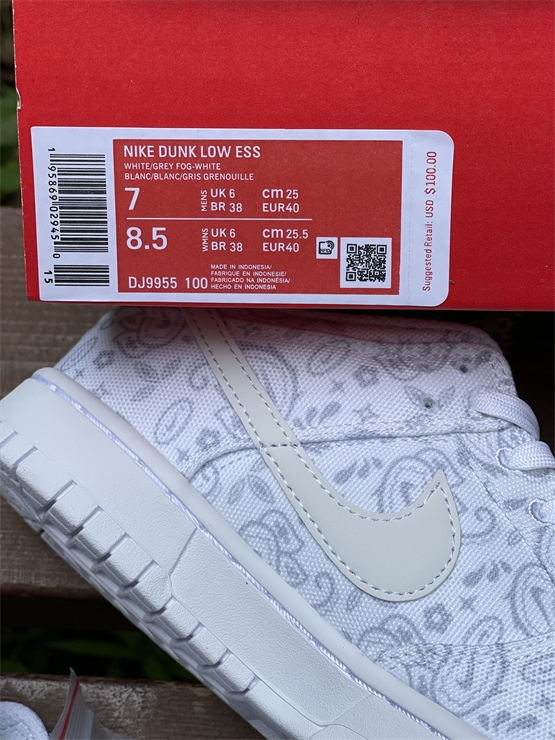 NIKE DUNK LOW ESS
WHITE/GREY FOG-WHITE
BLANC/BLANC/GRIS GRENOUILLE
7 MENS UK 6 cm 25
BR 38 EUR40
8.5 WMNS UK 6 cm 25.5
BR 38 EUR40
MADE IN INDONESIA/
FABRIQUE EN INDONESIE/
FABRICADO NA INDONÉSIA/
DJ9955 100 HECHO EN INDONESIA
1 95869 02945 0
15
Suggested Retail: USD $100.00